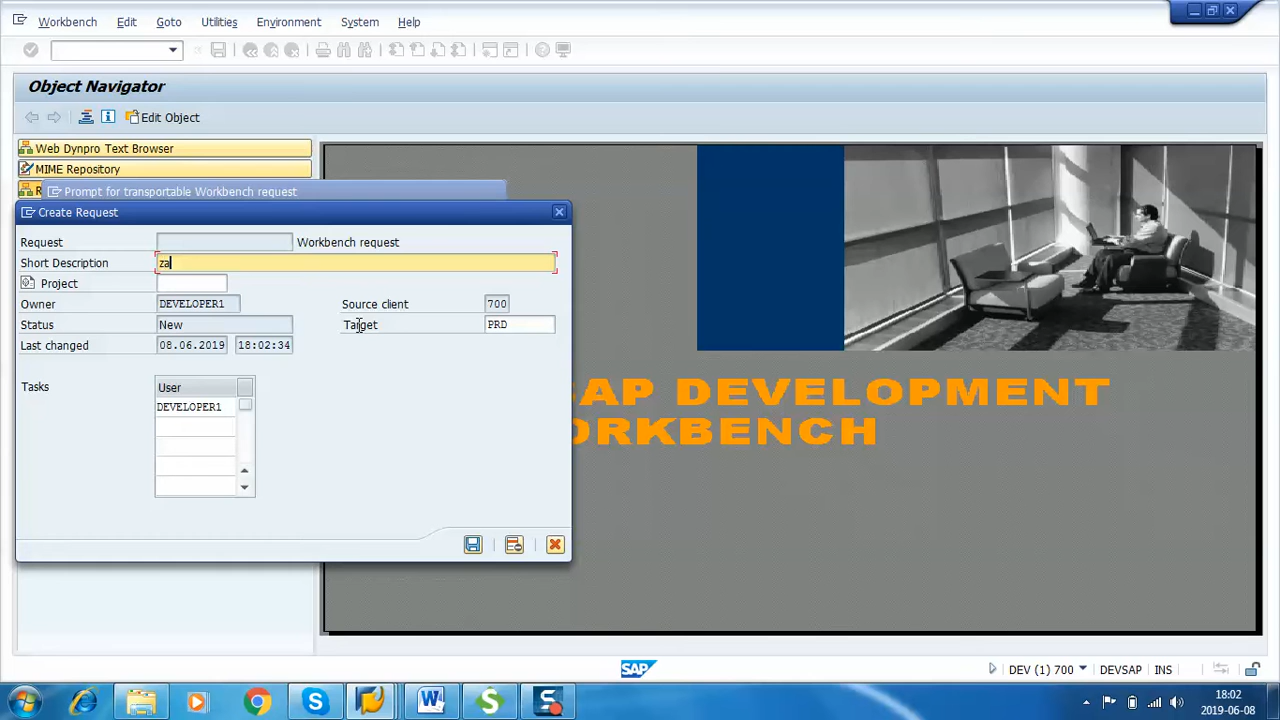 Workbench Edit Goto Utilities Environment System Help
Object Navigator
Edit Object
Web Dynpro Text Browser
MIME Repository
R
Prompt for transportable Workbench request
Create Request
Request Workbench request
Short Description za
Project
Owner DEVELOPER1 Source client 700
Status New Target PRD
Last changed 08.06.2019 18:02:34
Tasks User
DEVELOPER1
SAP DEVELOPMENT
ORKBENCH
SAP
DEV (1) 700 DEVSAP INS
18:02
2019-06-08